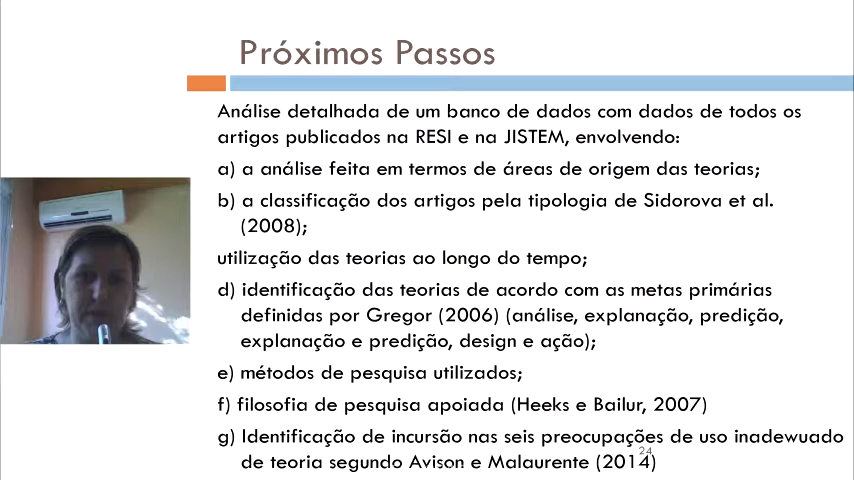 Próximos Passos
Análise detalhada de um banco de dados com dados de todos os
artigos publicados na RESI e na JISTEM, envolvendo:
a) a análise feita em termos de áreas de origem das teorias;
b) a classificação dos artigos pela tipologia de Sidorova et al.
(2008);
utilização das teorias ao longo do tempo;
d) identificação das teorias de acordo com as metas primárias
definidas por Gregor (2006) (análise, explanação, predição,
explanação e predição, design e ação);
e) métodos de pesquisa utilizados;
f) filosofia de pesquisa apoiada (Heeks e Bailur, 2007)
g) Identificação de incursão nas seis preocupações de uso inadewuado
de teoria segundo Avison e Malaurente (2014)
24